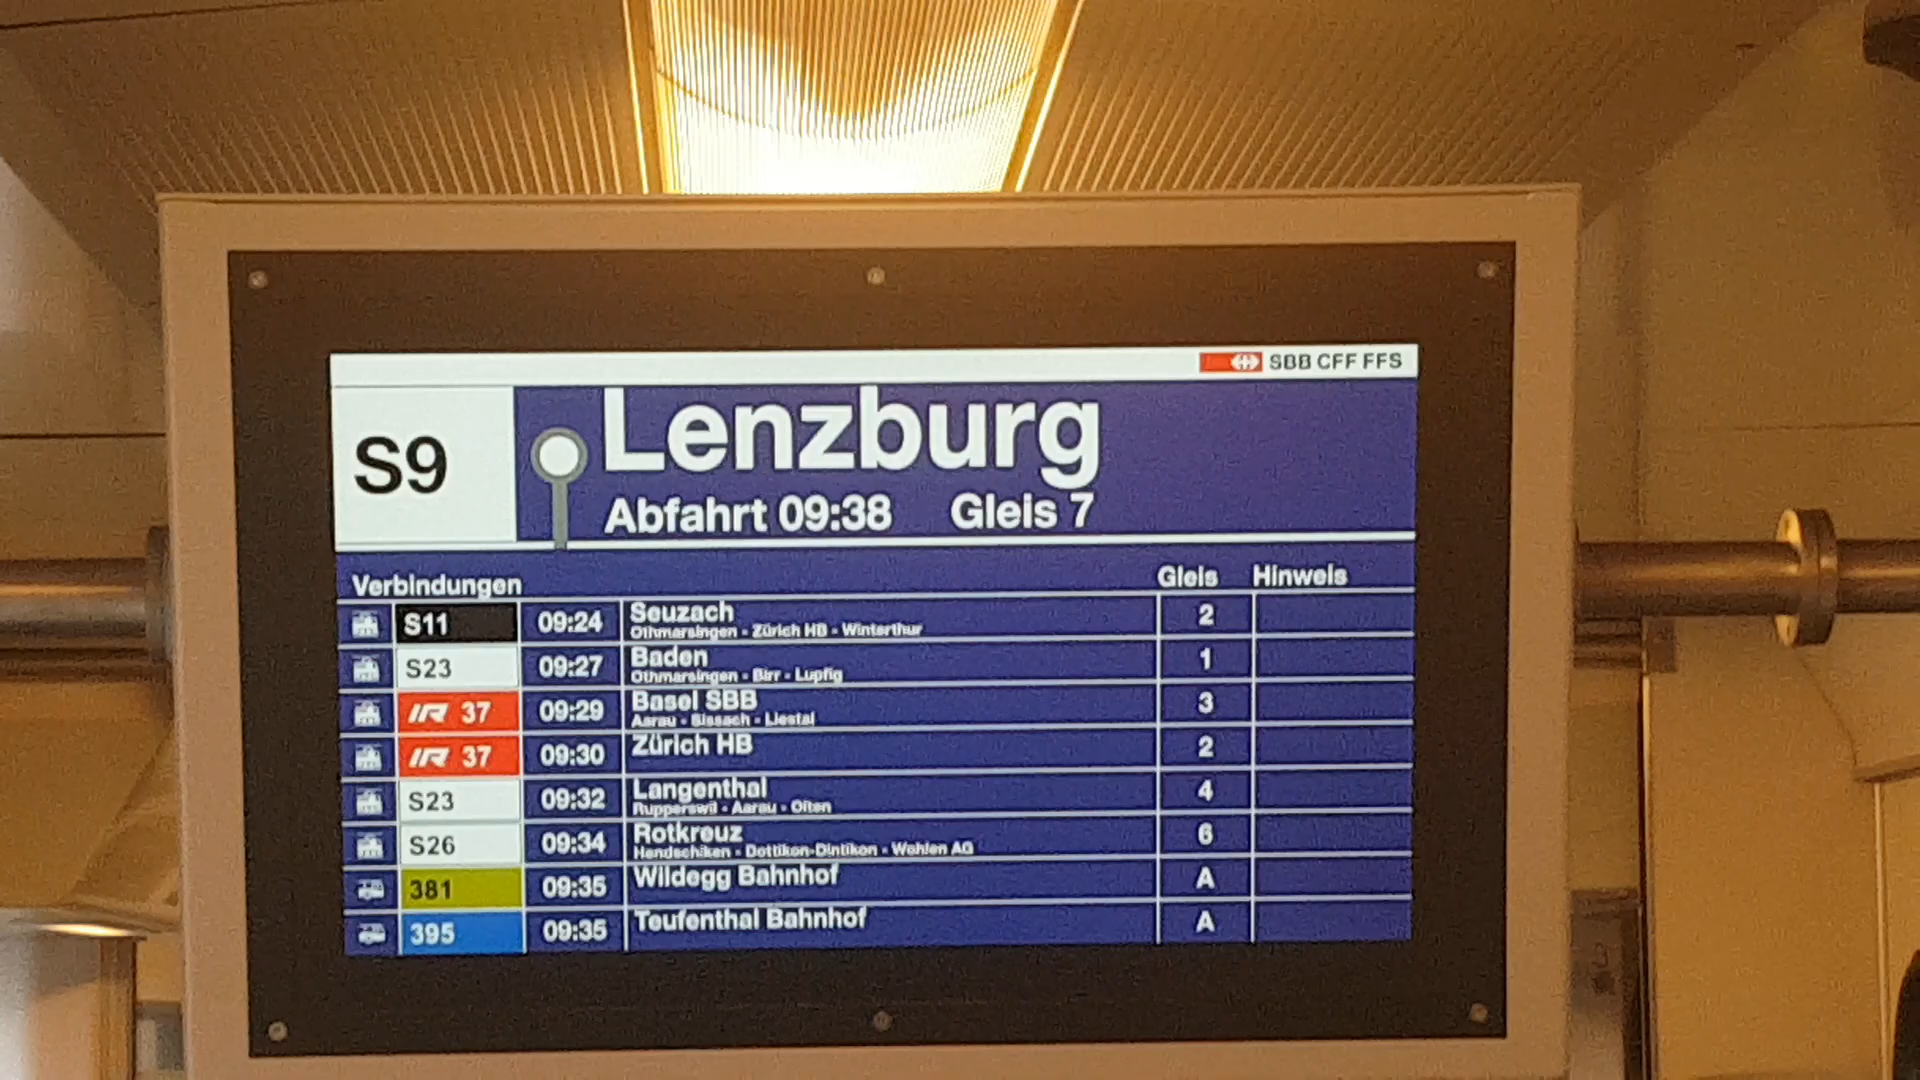 SBB CFF FFS
S9
Lenzburg
Abfahrt 09:38 Gleis 7
Verbindungen Gleis Hinweis
S11 09:24 Seuzach 2
Othmarsingen - Zürich HB - Winterthur
S23 09:27 Baden 1
Othmarsingen - Birr - Lupfig
IR 37 09:29 Basel SBB 3
Aarau - Sissach - Liestal
IR 37 09:30 Zürich HB 2
S23 09:32 Langenthal 4
Rupperswil - Aarau - Olten
S26 09:34 Rotkreuz 6
Hendschiken - Dottikon-Dintikon - Wohlen AG
381 09:35 Wildegg Bahnhof A
395 09:35 Teufenthal Bahnhof A